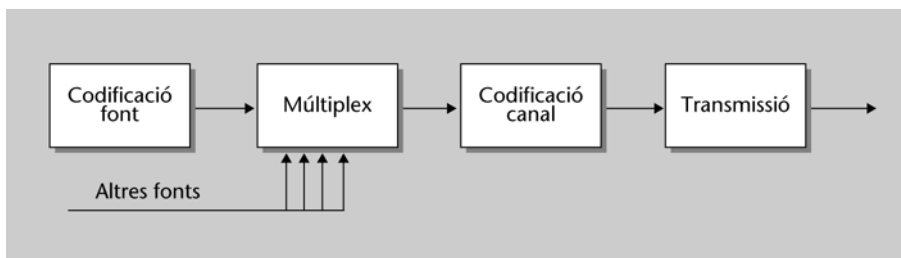 Codificació
font
Múltiplex
Codificació
canal
Transmissió
Altres fonts